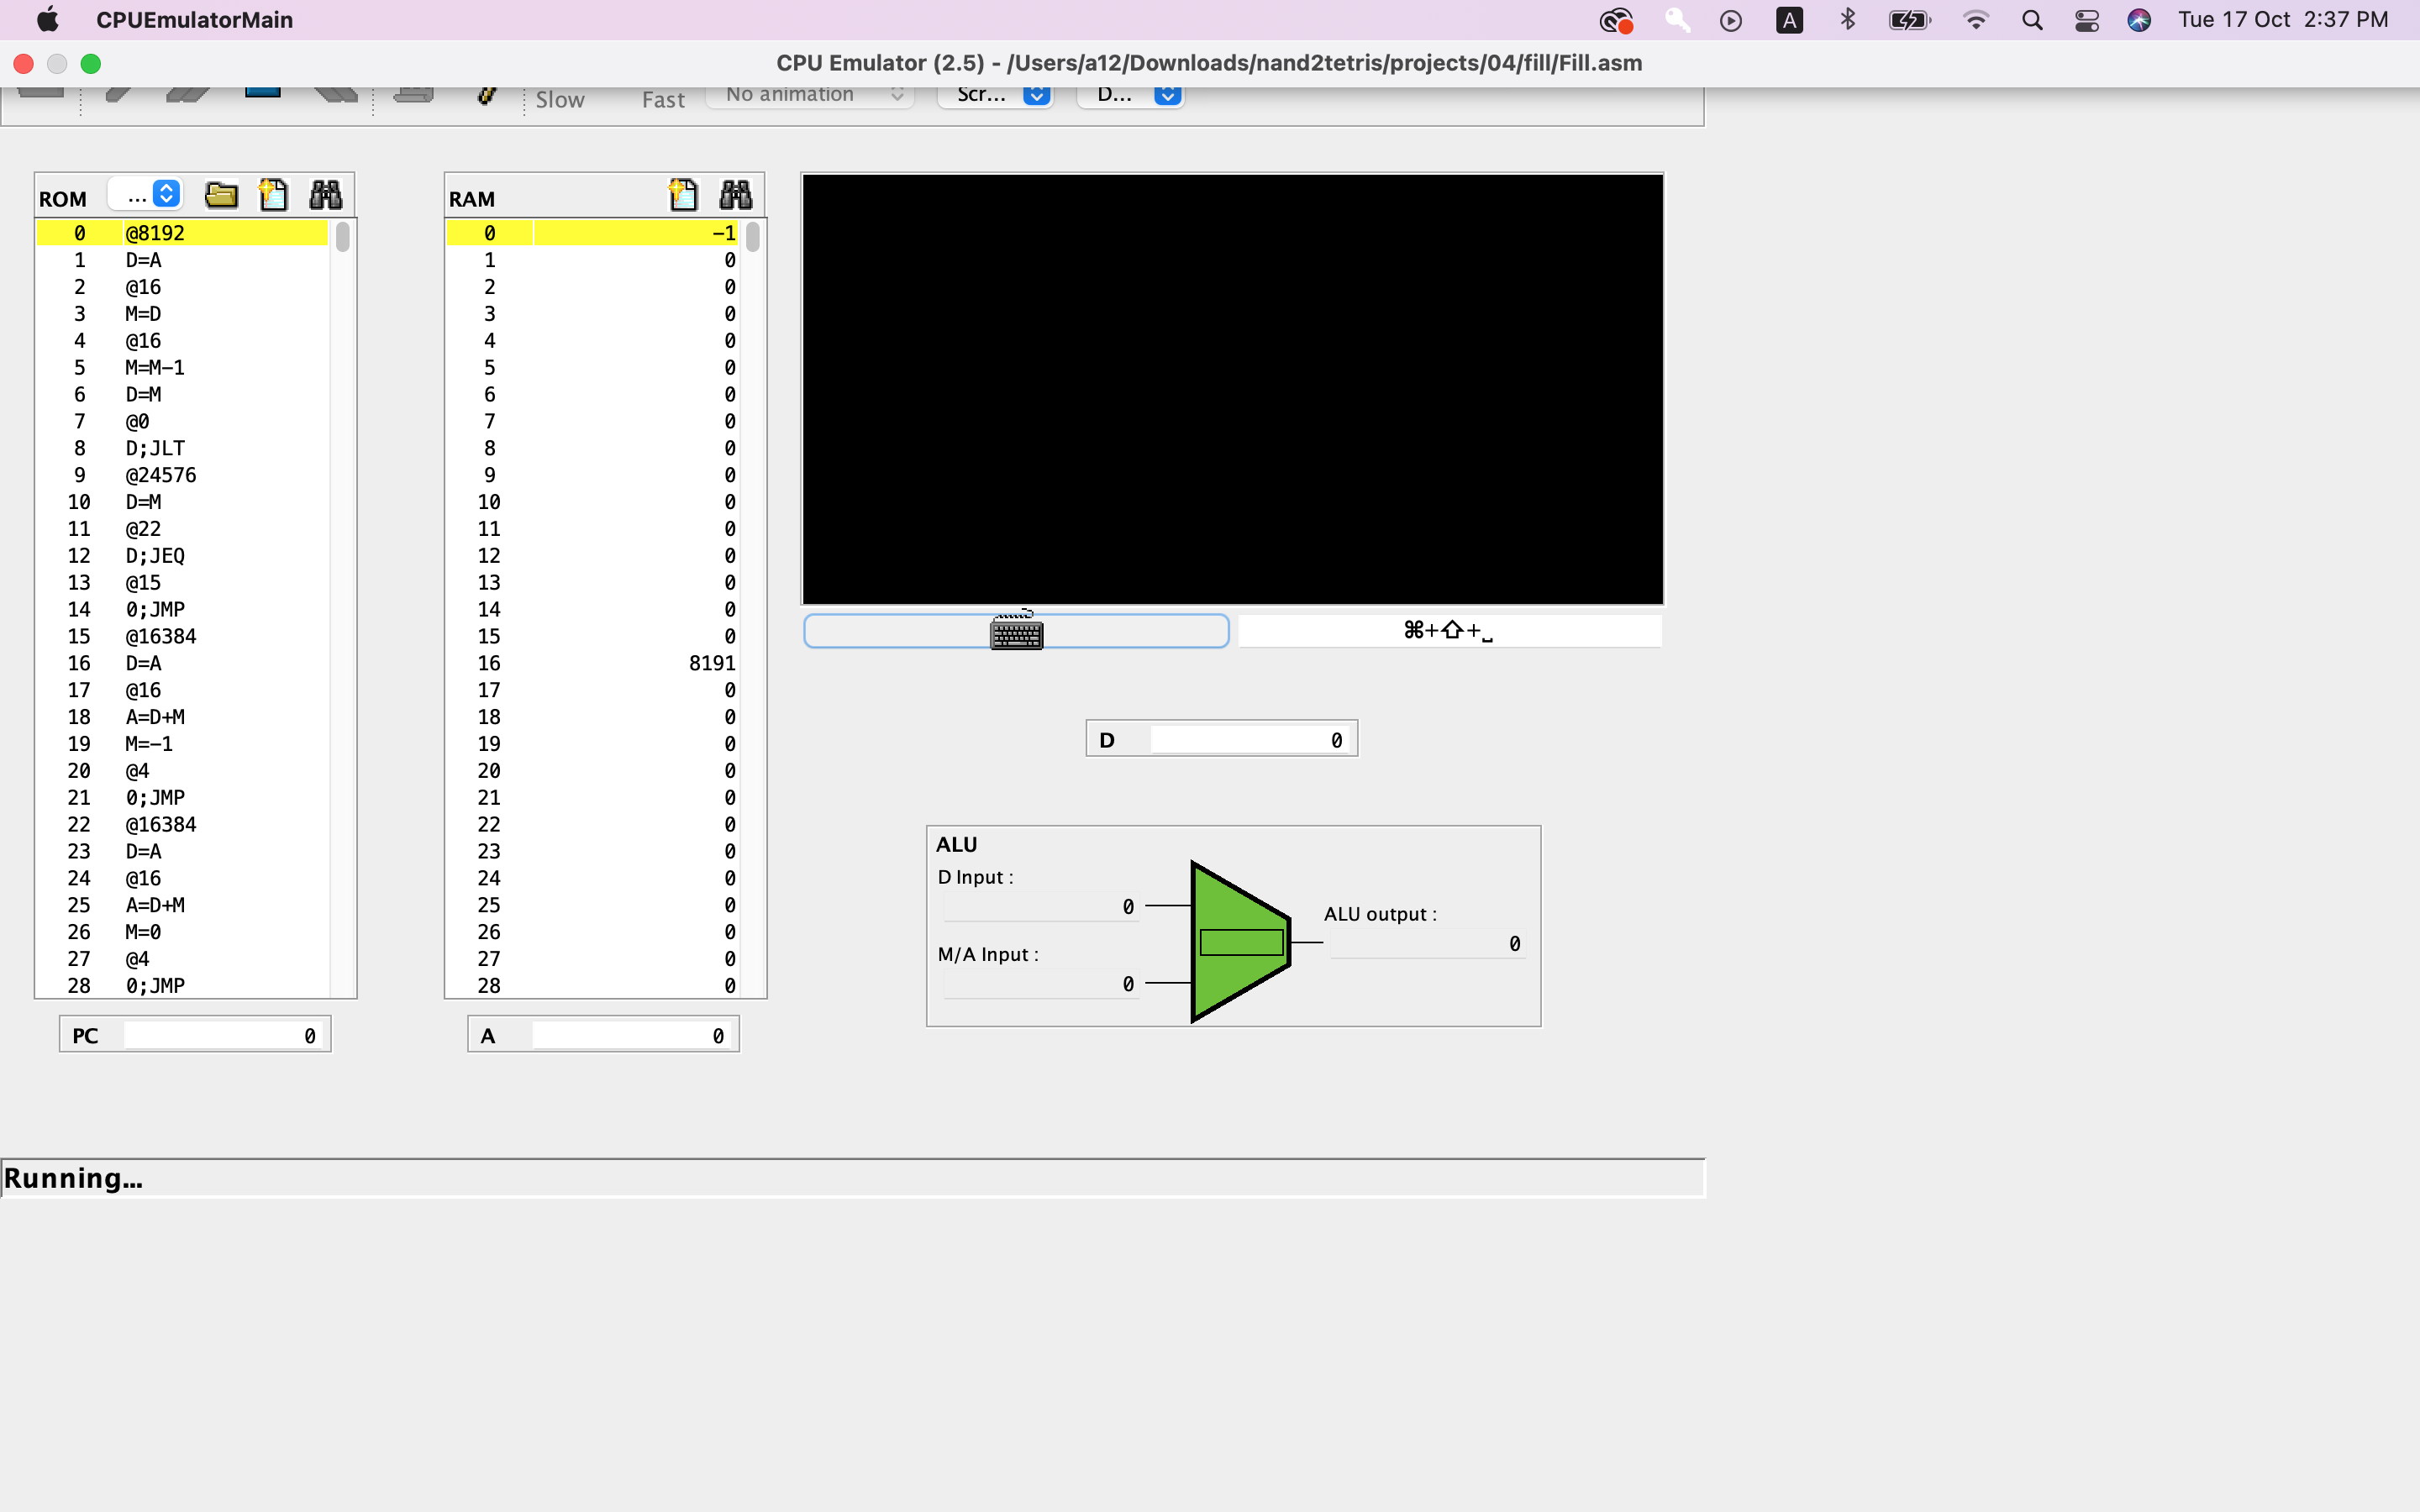 CPUEmulatorMain
A
Tue 17 Oct 2:37 PM
CPU Emulator (2.5) - /Users/a12/Downloads/nand2tetris/projects/04/fill/Fill.asm
Slow Fast No animation Scr... D...
ROM ...
0 @8192
1 D=A
2 @16
3 M=D
4 @16
5 M=M-1
6 D=M
7 @0
8 D;JLT
9 @24576
10 D=M
11 @22
12 D;JEQ
13 @15
14 0;JMP
15 @16384
16 D=A
17 @16
18 A=D+M
19 M=-1
20 @4
21 0;JMP
22 @16384
23 D=A
24 @16
25 A=D+M
26 M=0
27 @4
28 0;JMP
PC 0
RAM
0 -1
1 0
2 0
3 0
4 0
5 0
6 0
7 0
8 0
9 0
10 0
11 0
12 0
13 0
14 0
15 0
16 8191
17 0
18 0
19 0
20 0
21 0
22 0
23 0
24 0
25 0
26 0
27 0
28 0
A 0
⌘+⇧+␣
D 0
ALU
D Input :
0
M/A Input :
0
ALU output :
0
Running...